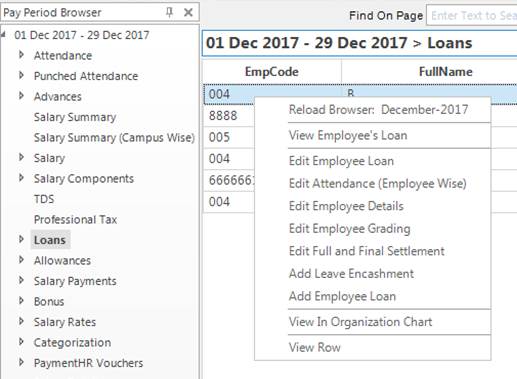 Pay Period Browser
01 Dec 2017 - 29 Dec 2017
Attendance
Punched Attendance
Advances
Salary Summary
Salary Summary (Campus Wise)
Salary
Salary Components
TDS
Professional Tax
Loans
Allowances
Salary Payments
Bonus
Salary Rates
Categorization
PaymentHR Vouchers
Find On Page Enter Text to Sea
01 Dec 2017 - 29 Dec 2017 > Loans
EmpCode FullName
004 B
8888
005
004
666666
004
Reload Browser: December-2017
View Employee's Loan
Edit Employee Loan
Edit Attendance (Employee Wise)
Edit Employee Details
Edit Employee Grading
Edit Full and Final Settlement
Add Leave Encashment
Add Employee Loan
View In Organization Chart
View Row